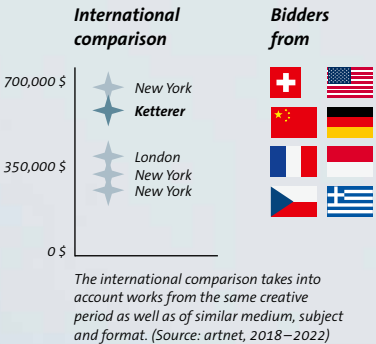 International
comparison
Bidders
from
700,000 $
New York
Ketterer
London
350,000 $
New York
New York
0 $
The international comparison takes into
account works from the same creative
period as well as of similar medium, subject
and format. (Source: artnet, 2018–2022)